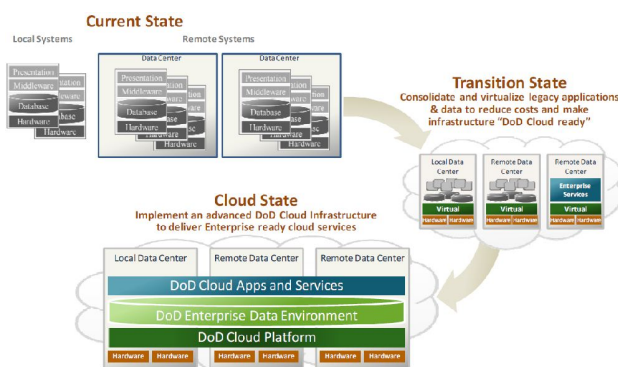 Current State
Local Systems
Remote Systems
Presentation
Middleware
Database
Hardware
Hardware
Data Center
Presentation
Middleware
Database
Hardware
Hardware
Data Center
Presentation
Middleware
Database
Hardware
Hardware
Transition State
Consolidate and virtualize legacy applications
& data to reduce costs and make
infrastructure “DoD Cloud ready”
Local Data
Center
Virtual
Hardware Hardware
Remote Data
Center
Virtual
Hardware Hardware
Remote Data
Center
Enterprise
Services
Virtual
Hardware Hardware
Cloud State
Implement an advanced DoD Cloud Infrastructure
to deliver Enterprise ready cloud services
Local Data Center Remote Data Center Remote Data Center
DoD Cloud Apps and Services
DoD Enterprise Data Environment
DoD Cloud Platform
Hardware Hardware Hardware Hardware Hardware Hardware